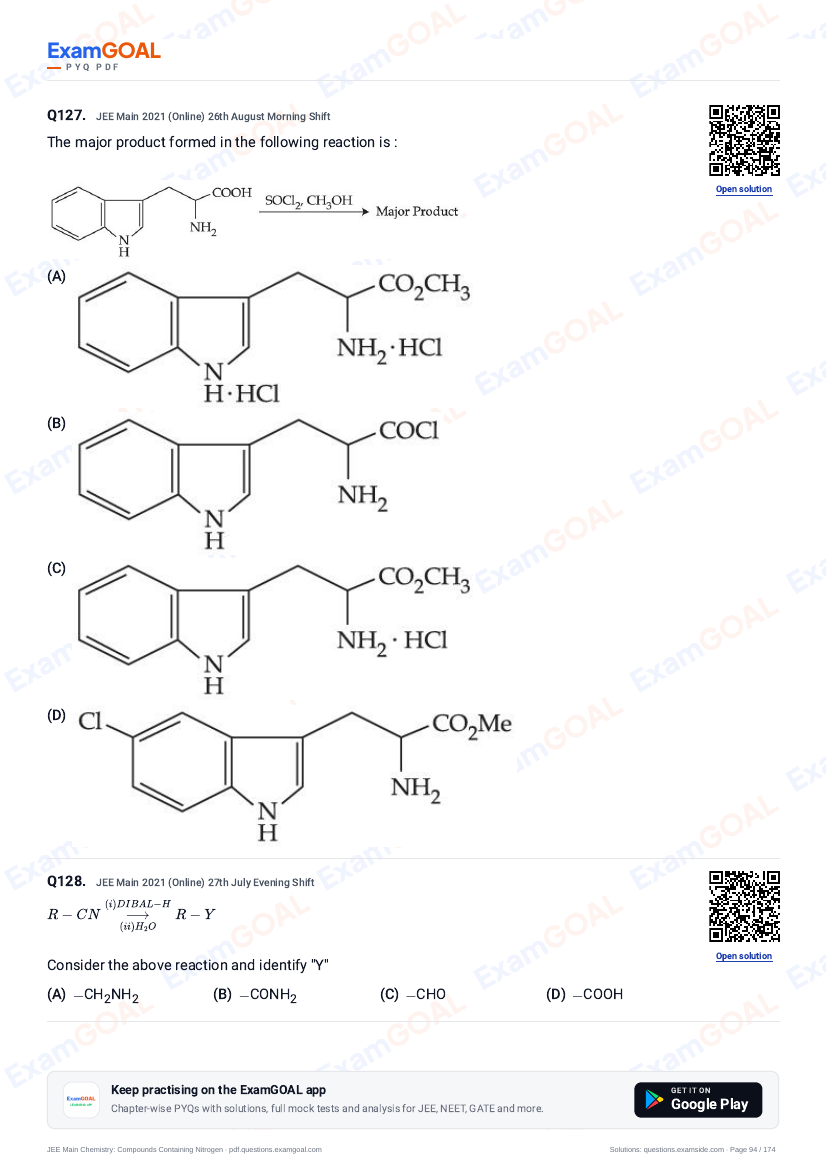 ExamGOAL
PYQ PDF
Q127. JEE Main 2021 (Online) 26th August Morning Shift
The major product formed in the following reaction is :
Open solution
COOH
NH2
N
H
SOCl2, CH3OH
Major Product
(A)
CO2CH3
NH2·HCl
N
H·HCl
(B)
COCl
NH2
N
H
(C)
CO2CH3
NH2 · HCl
N
H
(D)
Cl
CO2Me
NH2
N
H
Q128. JEE Main 2021 (Online) 27th July Evening Shift
(i)DIBAL−H
R − CN ⟶ R − Y
(ii)H2O
Open solution
Consider the above reaction and identify "Y"
(A) –CH2NH2 (B) –CONH2 (C) –CHO (D) –COOH
ExamGOAL
Keep practising on the ExamGOAL app
Chapter-wise PYQs with solutions, full mock tests and analysis for JEE, NEET, GATE and more.
GET IT ON
Google Play
JEE Main Chemistry: Compounds Containing Nitrogen · pdf.questions.examgoal.com
Solutions: questions.examside.com · Page 94 / 174